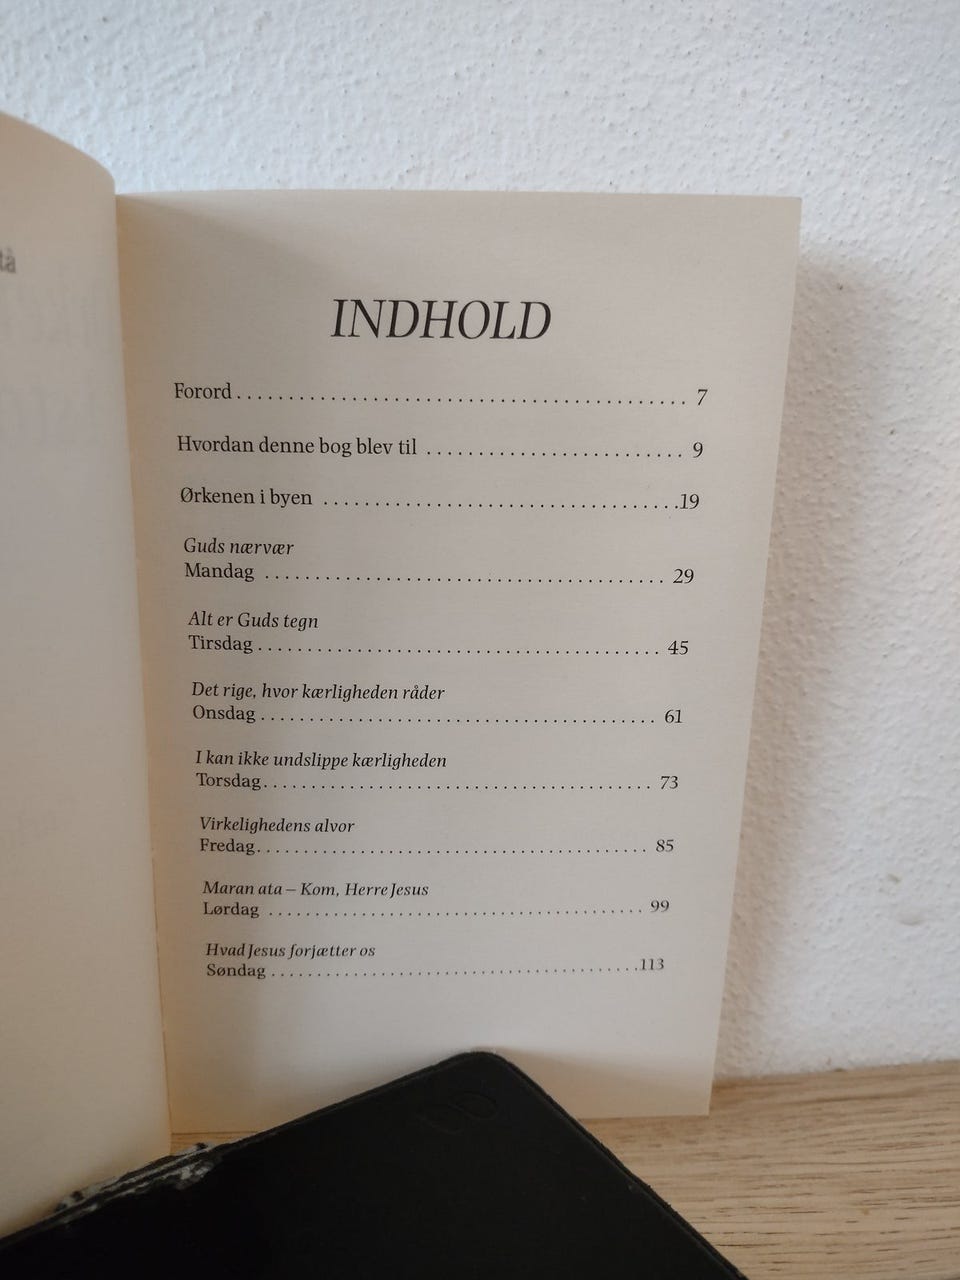 tå
INDHOLD
Forord . . . . . . . . . . . . . . . . . . . . . . . . . . . . . . . . . . . . . . . . . . . 7
Hvordan denne bog blev til . . . . . . . . . . . . . . . . . . . . . . . . . 9
Ørkenen i byen . . . . . . . . . . . . . . . . . . . . . . . . . . . . . . . . . . .19
Guds nærvær
Mandag . . . . . . . . . . . . . . . . . . . . . . . . . . . . . . . . . . . . . . . . 29
Alt er Guds tegn
Tirsdag . . . . . . . . . . . . . . . . . . . . . . . . . . . . . . . . . . . . . . . . 45
Det rige, hvor kærligheden råder
Onsdag . . . . . . . . . . . . . . . . . . . . . . . . . . . . . . . . . . . . . . . . 61
I kan ikke undslippe kærligheden
Torsdag . . . . . . . . . . . . . . . . . . . . . . . . . . . . . . . . . . . . . . . . 73
Virkelighedens alvor
Fredag . . . . . . . . . . . . . . . . . . . . . . . . . . . . . . . . . . . . . . . . 85
Maran ata – Kom, Herre Jesus
Lørdag . . . . . . . . . . . . . . . . . . . . . . . . . . . . . . . . . . . . . . . . 99
Hvad Jesus forjætter os
Søndag . . . . . . . . . . . . . . . . . . . . . . . . . . . . . . . . . . . . . . . .113